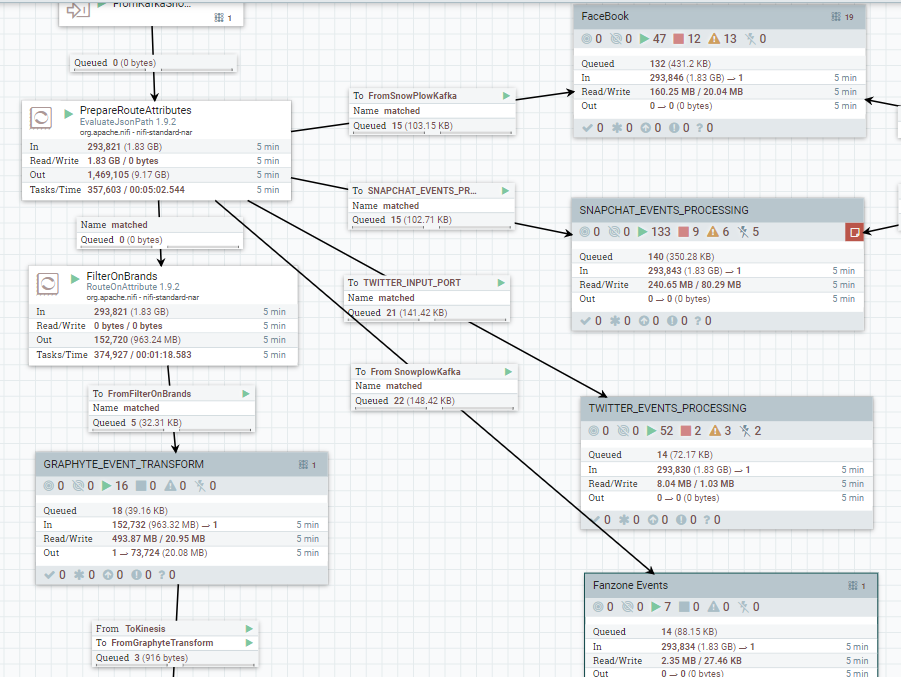 FromKafkaSno...
1
Queued 0 (0 bytes)
PrepareRouteAttributes
EvaluateJsonPath 1.9.2
org.apache.nifi - nifi-standard-nar
In 293,821 (1.83 GB) 5 min
Read/Write 1.83 GB / 0 bytes 5 min
Out 1,469,105 (9.17 GB) 5 min
Tasks/Time 357,603 / 00:05:02.544 5 min
Name matched
Queued 0 (0 bytes)
FilterOnBrands
RouteOnAttribute 1.9.2
org.apache.nifi - nifi-standard-nar
In 293,821 (1.83 GB) 5 min
Read/Write 0 bytes / 0 bytes 5 min
Out 152,720 (963.24 MB) 5 min
Tasks/Time 374,927 / 00:01:18.583 5 min
To FromFilterOnBrands
Name matched
Queued 5 (32.31 KB)
GRAPHYTE_EVENT_TRANSFORM 1
0 0 16 0 0 0
Queued 18 (39.16 KB)
In 152,732 (963.32 MB) → 1 5 min
Read/Write 493.87 MB / 20.95 MB 5 min
Out 1 → 73,724 (20.08 MB) 5 min
0 0 0 0 ? 0
From ToKinesis
To FromGraphyteTransform
Queued 3 (916 bytes)
To FromSnowPlowKafka
Name matched
Queued 15 (103.15 KB)
To SNAPCHAT_EVENTS_PR...
Name matched
Queued 15 (102.71 KB)
To TWITTER_INPUT_PORT
Name matched
Queued 21 (141.42 KB)
To From SnowplowKafka
Name matched
Queued 22 (148.42 KB)
FaceBook 19
0 0 47 12 13 0
Queued 132 (431.2 KB)
In 293,846 (1.83 GB) → 1 5 min
Read/Write 160.25 MB / 20.04 MB 5 min
Out 0 → 0 (0 bytes) 5 min
0 0 0 0 ? 0
SNAPCHAT_EVENTS_PROCESSING
0 0 133 9 6 5
Queued 140 (350.28 KB)
In 293,843 (1.83 GB) → 1 5 min
Read/Write 240.65 MB / 80.29 MB 5 min
Out 0 → 0 (0 bytes) 5 min
0 0 0 0 ? 0
TWITTER_EVENTS_PROCESSING
0 0 52 2 3 2
Queued 14 (72.17 KB)
In 293,830 (1.83 GB) → 1 5 min
Read/Write 8.04 MB / 1.03 MB 5 min
Out 0 → 0 (0 bytes) 5 min
0 0 0 0 ? 0
Fanzone Events 1
0 0 7 0 0 0
Queued 14 (88.15 KB)
In 293,834 (1.83 GB) → 1 5 min
Read/Write 2.35 MB / 27.46 KB 5 min
Out 0 → 0 (0 bytes) 5 min